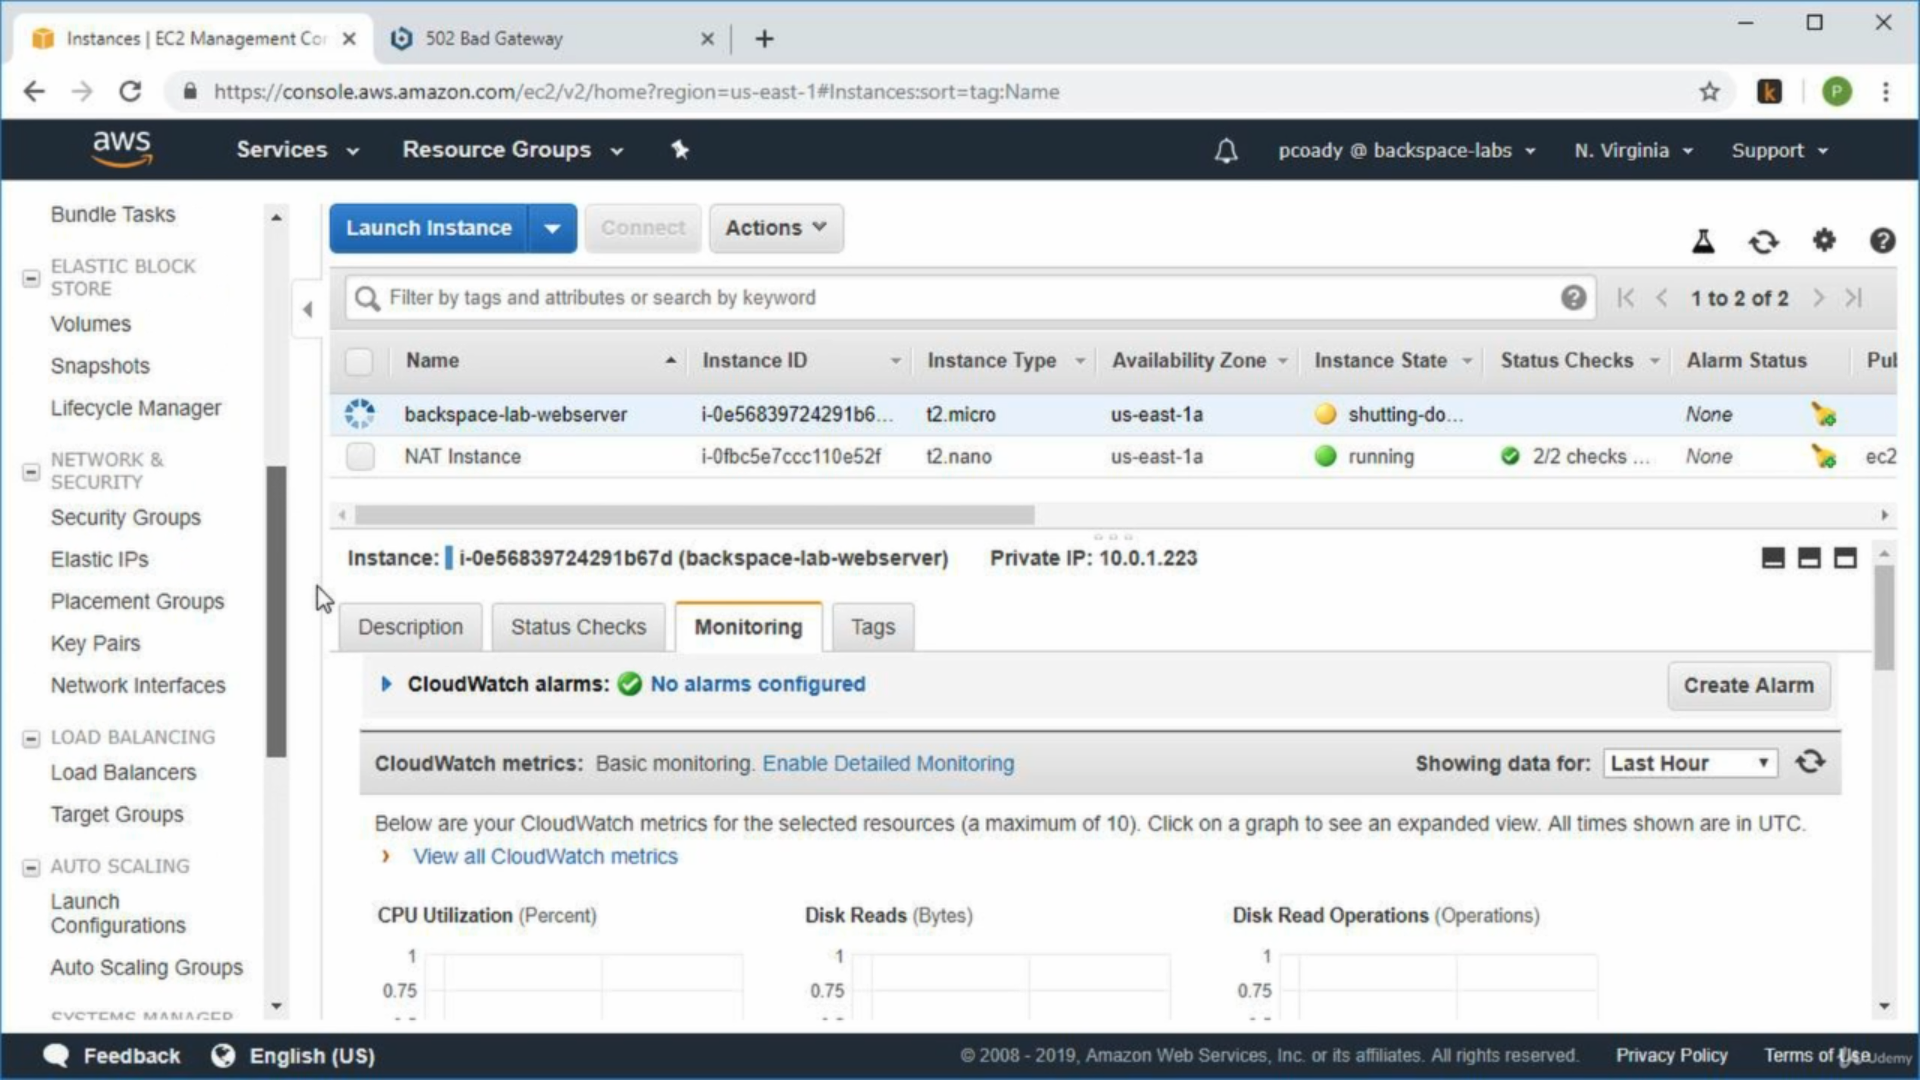 Instances | EC2 Management Cor
502 Bad Gateway
https://console.aws.amazon.com/ec2/v2/home?region=us-east-1#Instances:sort=tag:Name
k
P
aws
Services
Resource Groups
pcoady @ backspace-labs
N. Virginia
Support
Bundle Tasks
ELASTIC BLOCK
STORE
Volumes
Snapshots
Lifecycle Manager
NETWORK &
SECURITY
Security Groups
Elastic IPs
Placement Groups
Key Pairs
Network Interfaces
LOAD BALANCING
Load Balancers
Target Groups
AUTO SCALING
Launch
Configurations
Auto Scaling Groups
SYSTEMS MANAGER
Launch Instance
Connect
Actions
Filter by tags and attributes or search by keyword
1 to 2 of 2
Name Instance ID Instance Type Availability Zone Instance State Status Checks Alarm Status Pul
backspace-lab-webserver i-0e56839724291b6... t2.micro us-east-1a shutting-do... None
NAT Instance i-0fbc5e7ccc110e52f t2.nano us-east-1a running 2/2 checks ... None ec2
Instance: i-0e56839724291b67d (backspace-lab-webserver) Private IP: 10.0.1.223
Description
Status Checks
Monitoring
Tags
CloudWatch alarms: No alarms configured
Create Alarm
CloudWatch metrics: Basic monitoring. Enable Detailed Monitoring
Showing data for: Last Hour
Below are your CloudWatch metrics for the selected resources (a maximum of 10). Click on a graph to see an expanded view. All times shown are in UTC.
View all CloudWatch metrics
CPU Utilization (Percent)
1
0.75
Disk Reads (Bytes)
1
0.75
Disk Read Operations (Operations)
1
0.75
Feedback
English (US)
© 2008 - 2019, Amazon Web Services, Inc. or its affiliates. All rights reserved.
Privacy Policy
Terms of Use
Udemy